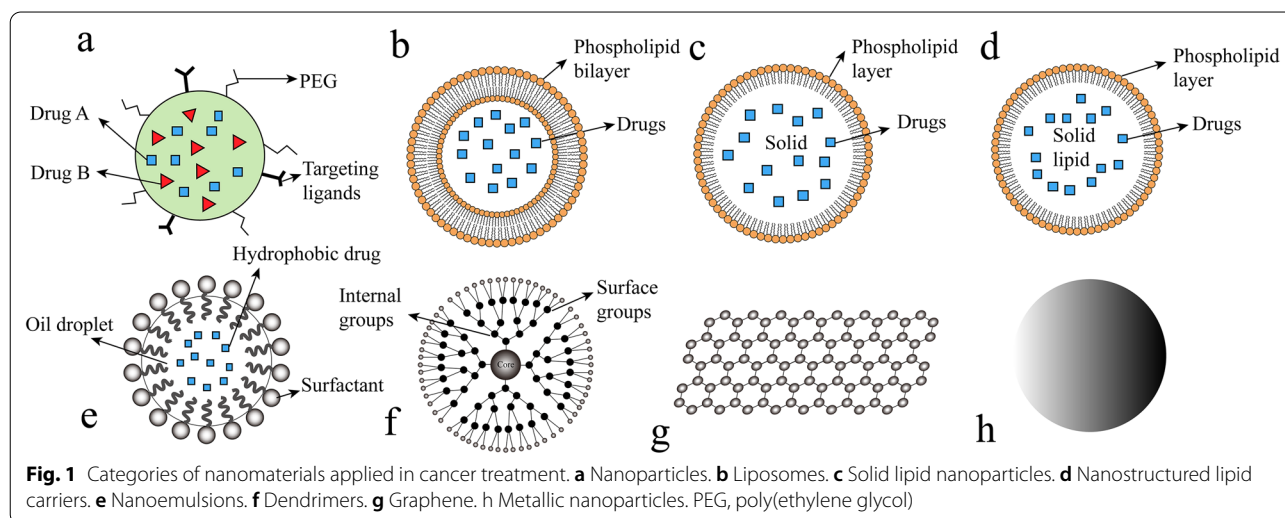 a
PEG
Drug A
Drug B
Targeting
ligands
b
Phospholipid
bilayer
Drugs
c
Phospholipid
layer
Solid
Drugs
d
Phospholipid
layer
Solid
lipid
Drugs
Hydrophobic drug
Oil droplet
Surfactant
e
Internal
groups
Surface
groups
Core
f
g
h
Fig. 1 Categories of nanomaterials applied in cancer treatment. a Nanoparticles. b Liposomes. c Solid lipid nanoparticles. d Nanostructured lipid
carriers. e Nanoemulsions. f Dendrimers. g Graphene. h Metallic nanoparticles. PEG, poly(ethylene glycol)